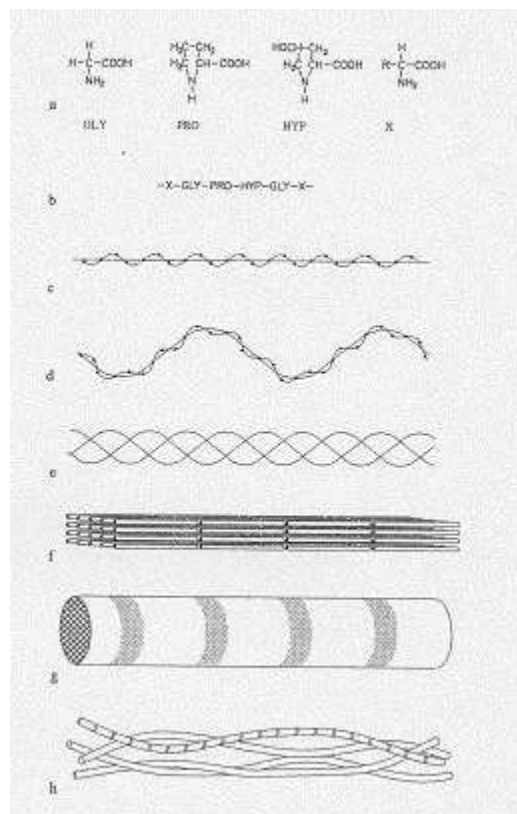 H H₂C–CH₂ HOCH–CH₂ H
H–C–COOH H₂C CH–COOH H₂C CH–COOH R–C–COOH
NH₂ N N NH₂
H H
a
GLY PRO HYP X
b –X–GLY–PRO–HYP–GLY–X–
c
d
e
f
g
h